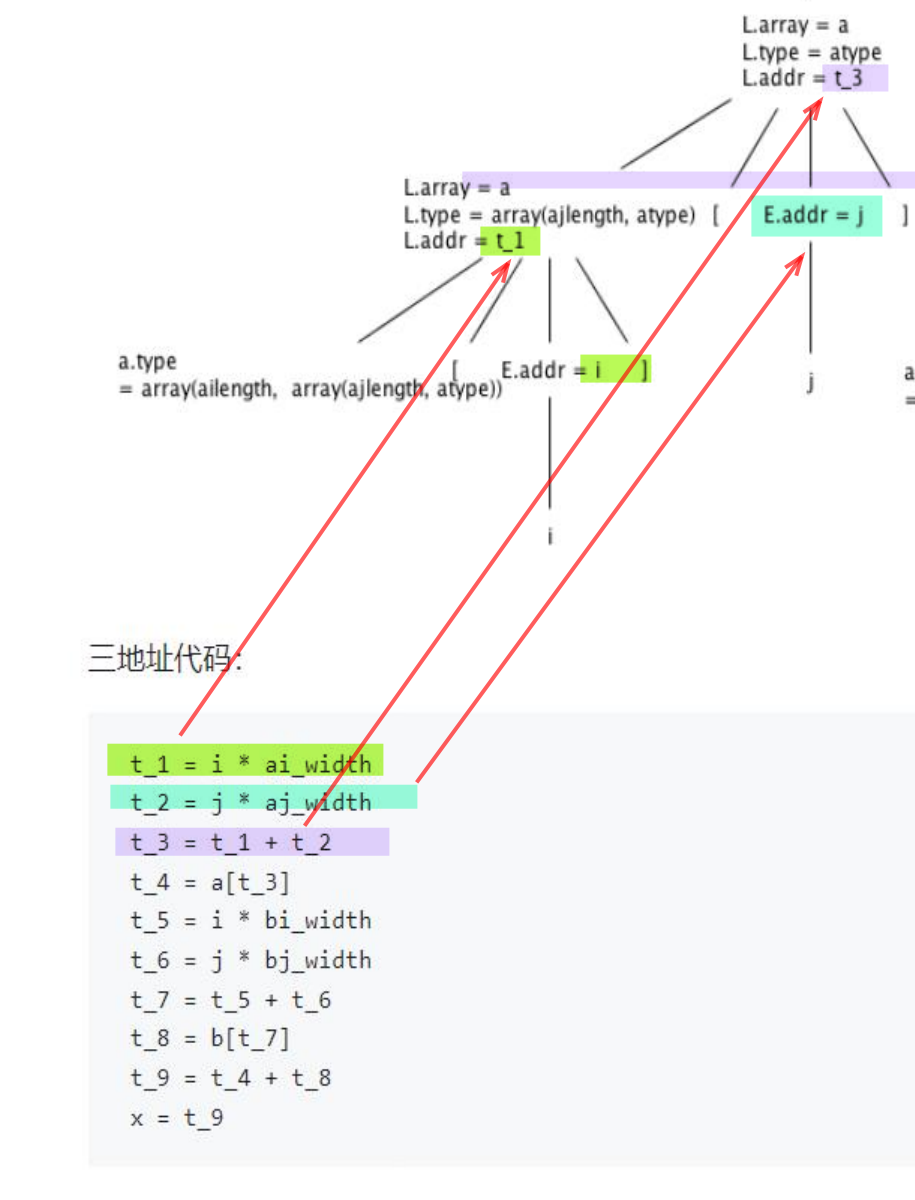 L.array = a
L.type = atype
L.addr = t_3
L.array = a
L.type = array(ajlength, atype) [ E.addr = j ]
L.addr = t_1
a.type
= array(ailength, array(ajlength, atype))
[ E.addr = i ]
j
a
=
i
三地址代码:
t_1 = i * ai_width
t_2 = j * aj_width
t_3 = t_1 + t_2
t_4 = a[t_3]
t_5 = i * bi_width
t_6 = j * bj_width
t_7 = t_5 + t_6
t_8 = b[t_7]
t_9 = t_4 + t_8
x = t_9